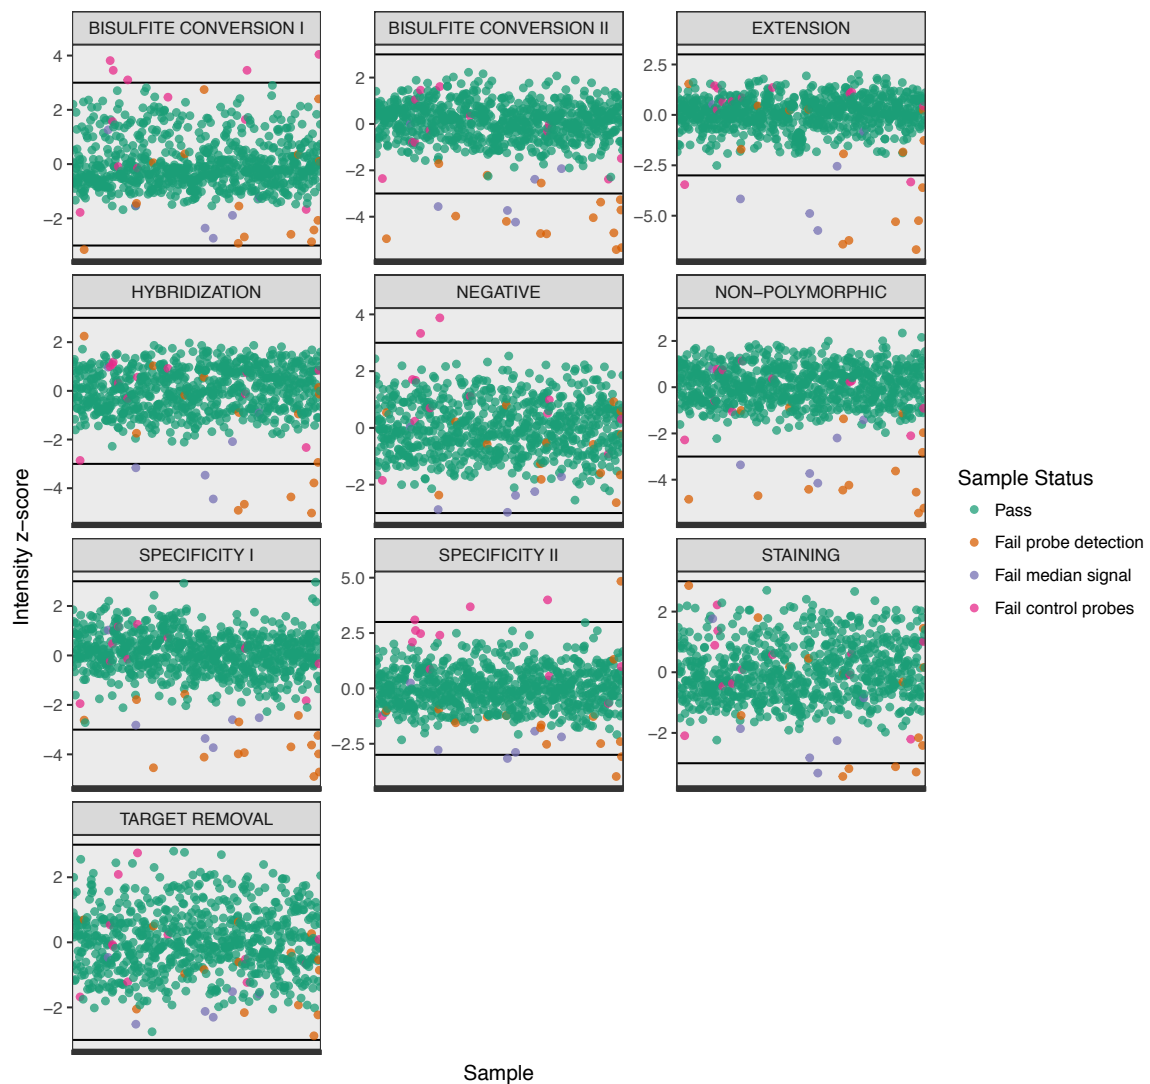 BISULFITE CONVERSION I
BISULFITE CONVERSION II
EXTENSION
4
2
0
−2
2
0
−2
−4
2.5
0.0
−2.5
−5.0
HYBRIDIZATION
NEGATIVE
NON−POLYMORPHIC
2
0
−2
−4
4
2
0
−2
2
0
−2
−4
SPECIFICITY I
SPECIFICITY II
STAINING
2
0
−2
−4
5.0
2.5
0.0
−2.5
2
0
−2
TARGET REMOVAL
2
0
−2
Intensity z−score
Sample
Sample Status
Pass
Fail probe detection
Fail median signal
Fail control probes